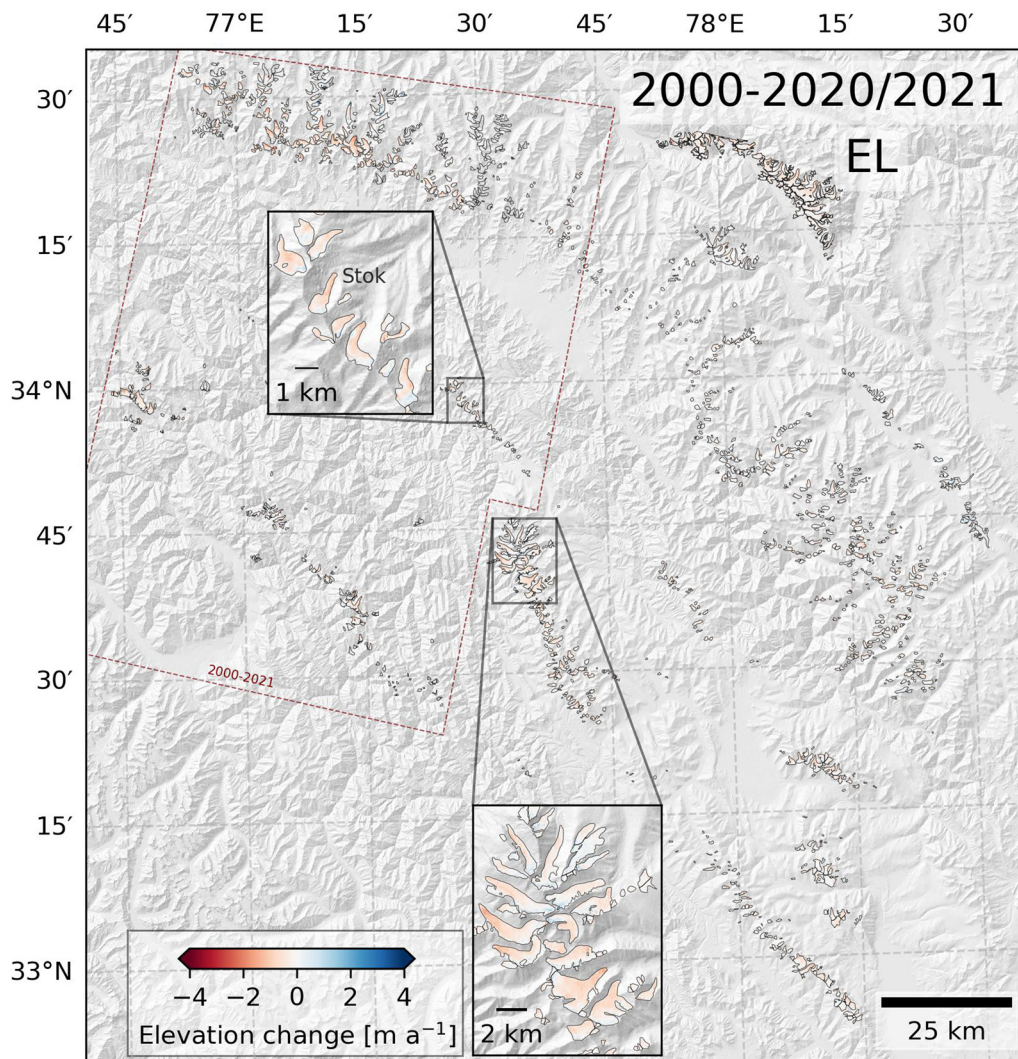 45′ 77°E 15′ 30′ 45′ 78°E 15′ 30′
30′
2000-2020/2021
EL
15′
Stok
1 km
34°N
45′
30′
2000-2021
15′
33°N
−4 −2 0 2 4
Elevation change [m a⁻¹]
2 km
25 km